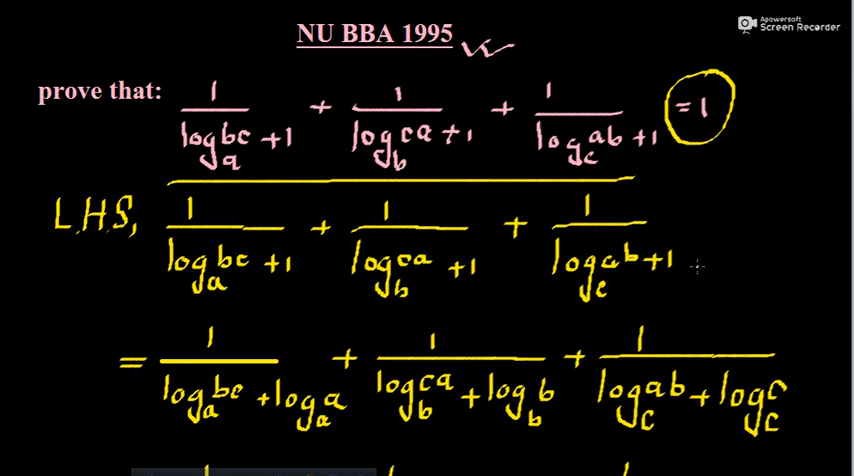 NU BBA 1995
Apowersoft
Screen Recorder
prove that: 1/(log_a bc + 1) + 1/(log_b ca + 1) + 1/(log_c ab + 1) = 1
L.H.S, 1/(log_a bc + 1) + 1/(log_b ca + 1) + 1/(log_c ab + 1)
= 1/(log_a bc + log_a a) + 1/(log_b ca + log_b b) + 1/(log_c ab + log_c c)